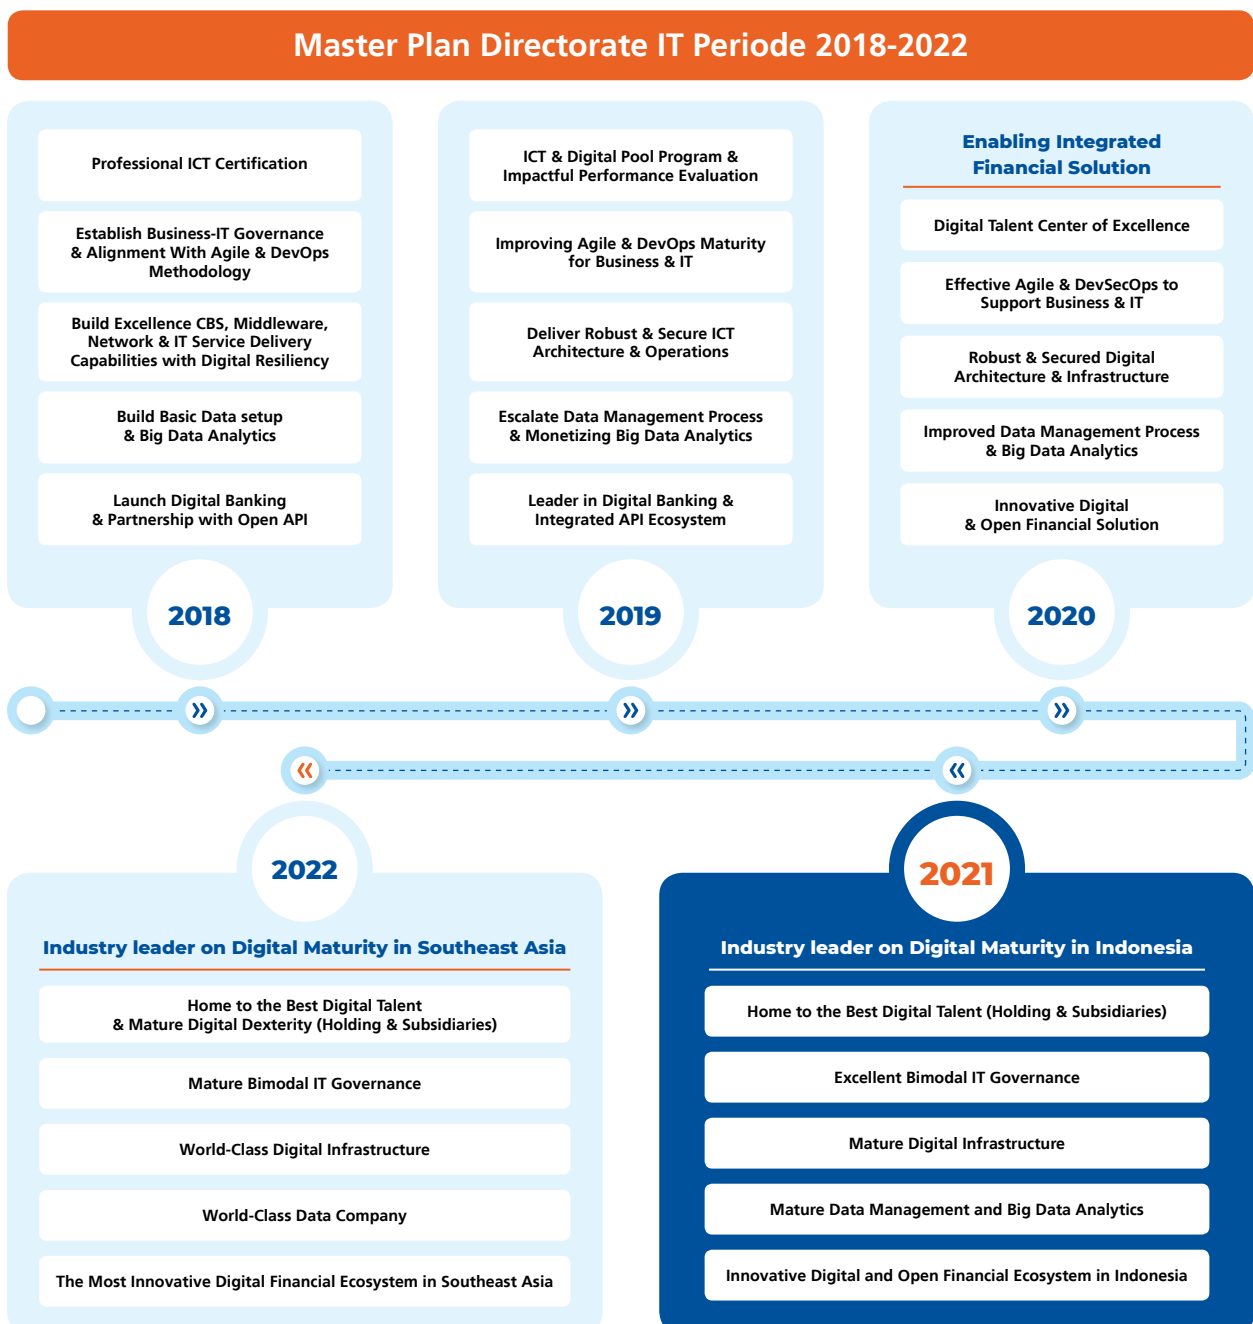 Master Plan Directorate IT Periode 2018-2022
Professional ICT Certification
Establish Business-IT Governance
& Alignment With Agile & DevOps
Methodology
Build Excellence CBS, Middleware,
Network & IT Service Delivery
Capabilities with Digital Resiliency
Build Basic Data setup
& Big Data Analytics
Launch Digital Banking
& Partnership with Open API
2018
ICT & Digital Pool Program &
Impactful Performance Evaluation
Improving Agile & DevOps Maturity
for Business & IT
Deliver Robust & Secure ICT
Architecture & Operations
Escalate Data Management Process
& Monetizing Big Data Analytics
Leader in Digital Banking &
Integrated API Ecosystem
2019
Enabling Integrated
Financial Solution
Digital Talent Center of Excellence
Effective Agile & DevSecOps to
Support Business & IT
Robust & Secured Digital
Architecture & Infrastructure
Improved Data Management Process
& Big Data Analytics
Innovative Digital
& Open Financial Solution
2020
2021
Industry leader on Digital Maturity in Indonesia
Home to the Best Digital Talent (Holding & Subsidiaries)
Excellent Bimodal IT Governance
Mature Digital Infrastructure
Mature Data Management and Big Data Analytics
Innovative Digital and Open Financial Ecosystem in Indonesia
2022
Industry leader on Digital Maturity in Southeast Asia
Home to the Best Digital Talent
& Mature Digital Dexterity (Holding & Subsidiaries)
Mature Bimodal IT Governance
World-Class Digital Infrastructure
World-Class Data Company
The Most Innovative Digital Financial Ecosystem in Southeast Asia